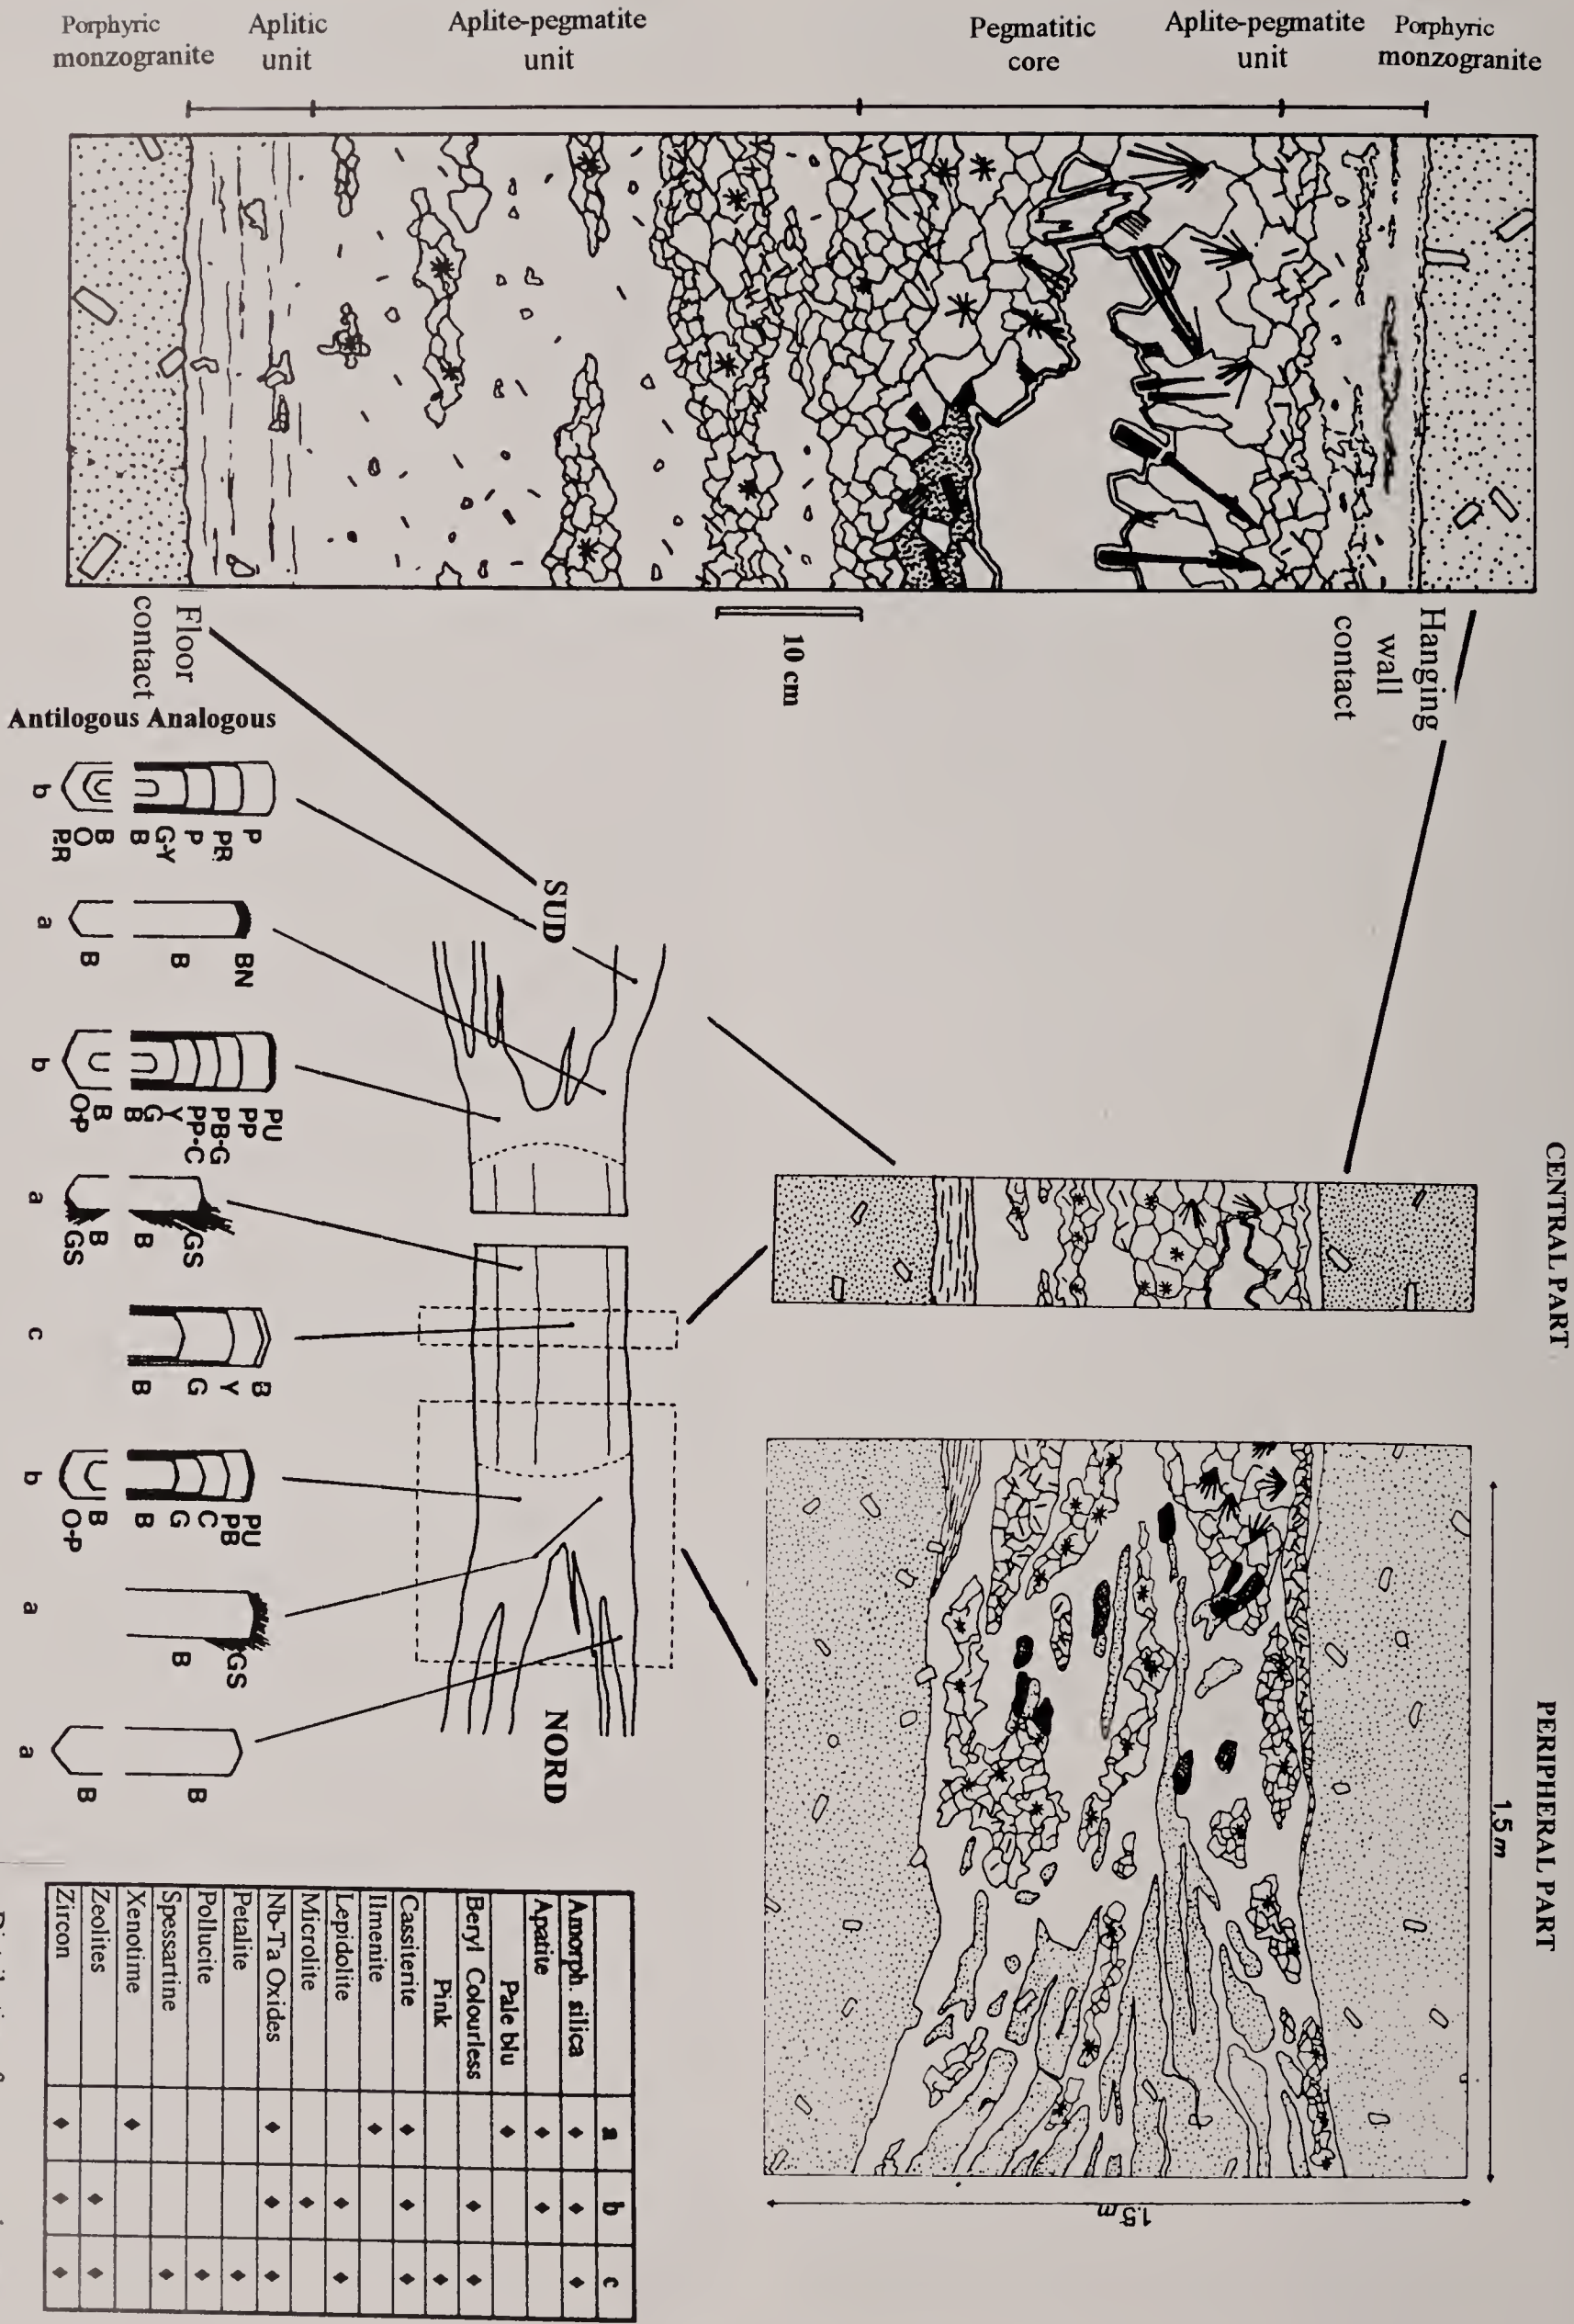 Porphyric
monzogranite
Aplitic
unit
Aplite-pegmatite
unit
Pegmatitic
core
Aplite-pegmatite
unit
Porphyric
monzogranite
Floor
contact
10 cm
Hanging
wall
contact
Antilogous Analogous
b
P-R
O
B
B
G-Y
P
PR
P
a
B
B
BN
b
O-P
B
B
G
Y
PP-C
PB-G
PP
PU
a
GS
B
B
GS
c
B
G
Y
B
b
O-P
B
B
G
C
PB
PU
a
B
GS
a
B
B
SUD
NORD
CENTRAL PART
PERIPHERAL PART
1,5 m
1.5 m
a b c
Amorph. silica ♦ ♦ ♦
Apatite ♦ ♦
Pale blu ♦
Beryl Colourless ♦ ♦
Pink ♦
Cassiterite ♦ ♦ ♦
Ilmenite ♦
Lepidolite ♦ ♦
Microlite ♦
Nb-Ta Oxides ♦ ♦ ♦
Petalite ♦
Pollucite ♦
Spessartine ♦
Xenotime ♦
Zeolites ♦ ♦
Zircon ♦ ♦ ♦